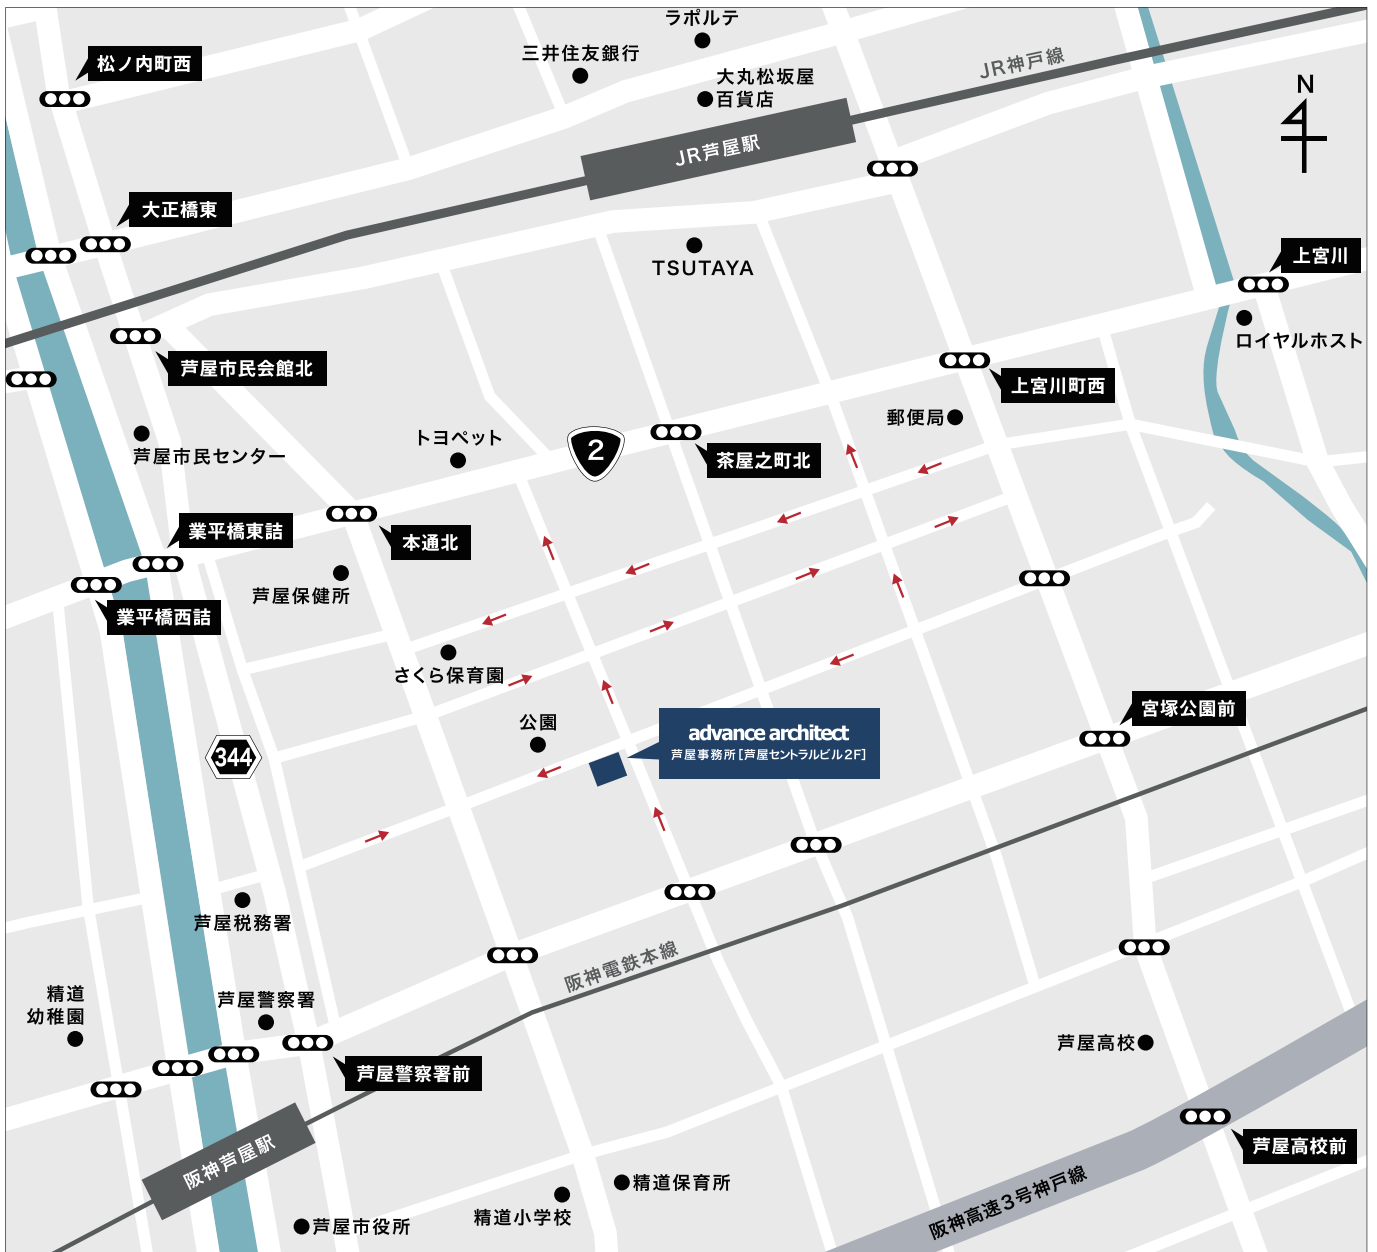 ラポルテ
三井住友銀行
松ノ内町西
大丸松坂屋
百貨店
JR神戸線
N
JR芦屋駅
大正橋東
上宮川
TSUTAYA
ロイヤルホスト
芦屋市民会館北
上宮川町西
郵便局
トヨペット
2
茶屋之町北
芦屋市民センター
業平橋東詰
本通北
芦屋保健所
業平橋西詰
さくら保育園
宮塚公園前
公園
advance architect
芦屋事務所[芦屋セントラルビル2F]
344
芦屋税務署
阪神電鉄本線
精道
幼稚園
芦屋警察署
芦屋高校
芦屋警察署前
芦屋高校前
阪神芦屋駅
精道保育所
阪神高速3号神戸線
精道小学校
芦屋市役所